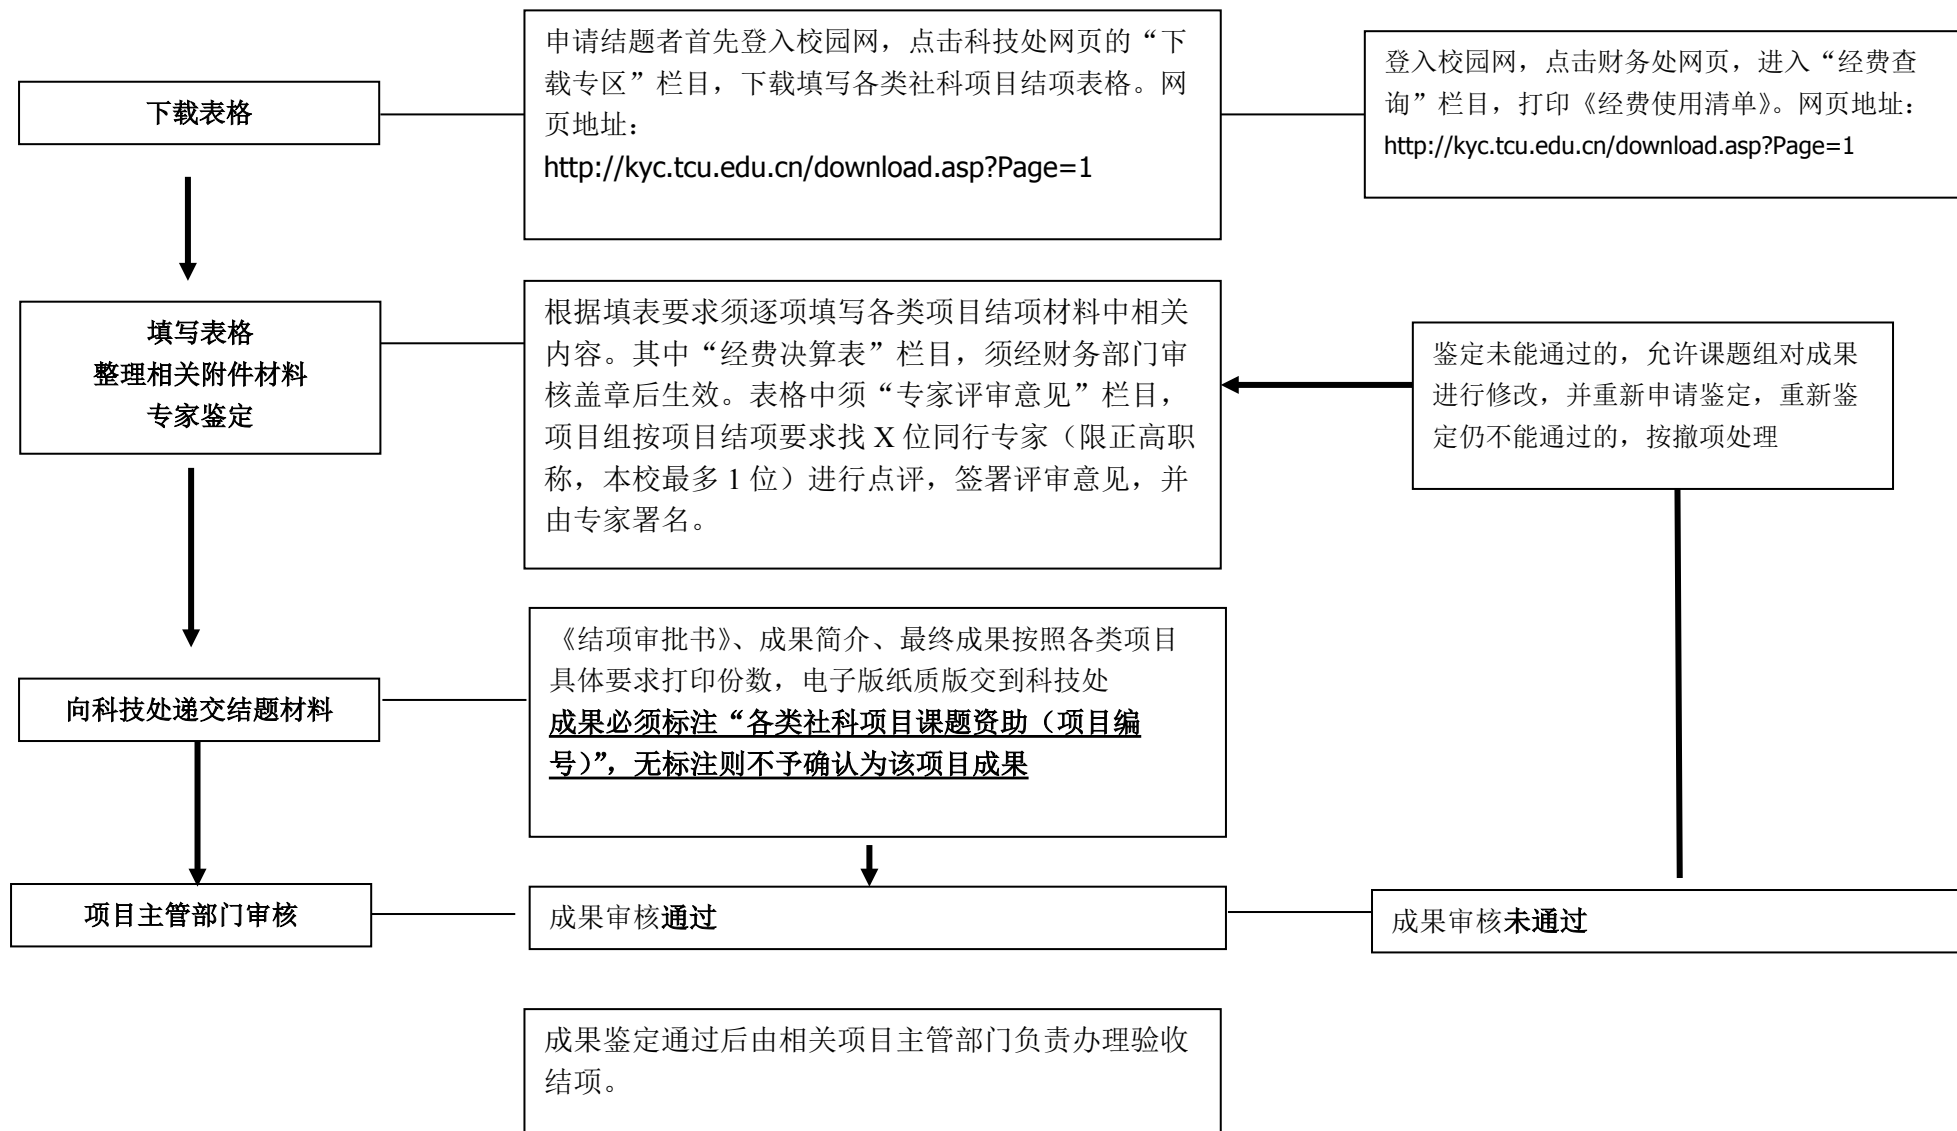 下载表格
申请结题者首先登入校园网，点击科技处网页的“下
载专区”栏目，下载填写各类社科项目结项表格。网
页地址：
http://kyc.tcu.edu.cn/download.asp?Page=1
登入校园网，点击财务处网页，进入“经费查
询”栏目，打印《经费使用清单》。网页地址：
http://kyc.tcu.edu.cn/download.asp?Page=1
填写表格
整理相关附件材料
专家鉴定
根据填表要求须逐项填写各类项目结项材料中相关
内容。其中“经费决算表”栏目，须经财务部门审
核盖章后生效。表格中须“专家评审意见”栏目，
项目组按项目结项要求找 X 位同行专家（限正高职
称，本校最多 1 位）进行点评，签署评审意见，并
由专家署名。
鉴定未能通过的，允许课题组对成果
进行修改，并重新申请鉴定，重新鉴
定仍不能通过的，按撤项处理
向科技处递交结题材料
《结项审批书》、成果简介、最终成果按照各类项目
具体要求打印份数，电子版纸质版交到科技处
成果必须标注“各类社科项目课题资助（项目编
号）”，无标注则不予确认为该项目成果
项目主管部门审核
成果审核通过
成果审核未通过
成果鉴定通过后由相关项目主管部门负责办理验收
结项。